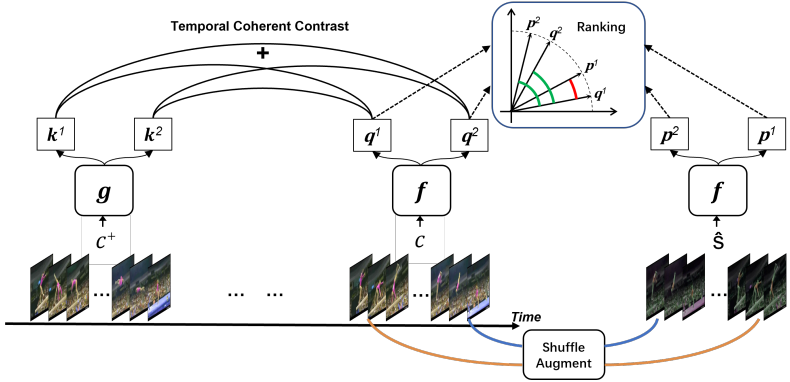 Temporal Coherent Contrast
+
Ranking
p²
q²
p¹
q¹
k¹
k²
q¹
q²
p²
p¹
g
f
f
c⁺
c
ŝ
...
... ...
...
...
Time
Shuffle
Augment